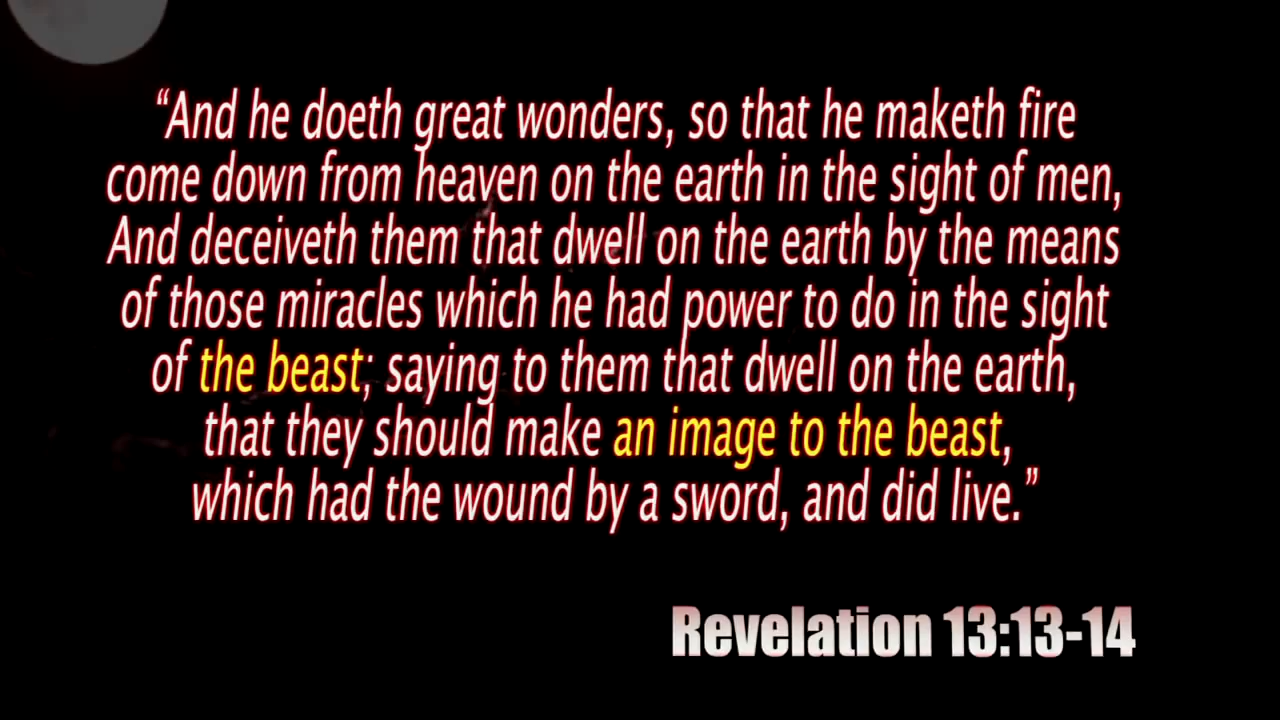 “And he doeth great wonders, so that he maketh fire
come down from heaven on the earth in the sight of men,
And deceiveth them that dwell on the earth by the means
of those miracles which he had power to do in the sight
of the beast; saying to them that dwell on the earth,
that they should make an image to the beast,
which had the wound by a sword, and did live.”
Revelation 13:13-14